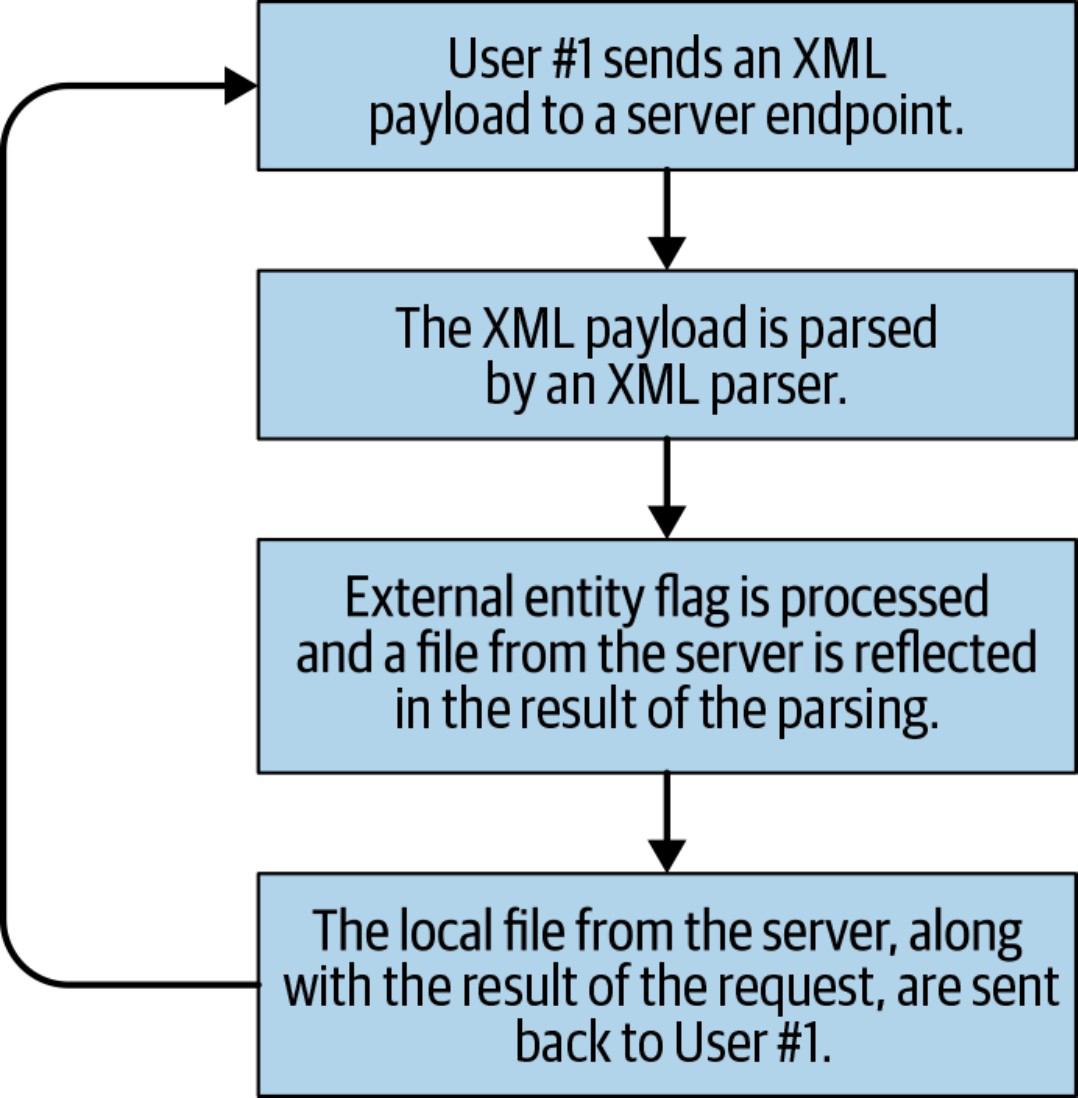 User #1 sends an XML
payload to a server endpoint.
The XML payload is parsed
by an XML parser.
External entity flag is processed
and a file from the server is reflected
in the result of the parsing.
The local file from the server, along
with the result of the request, are sent
back to User #1.